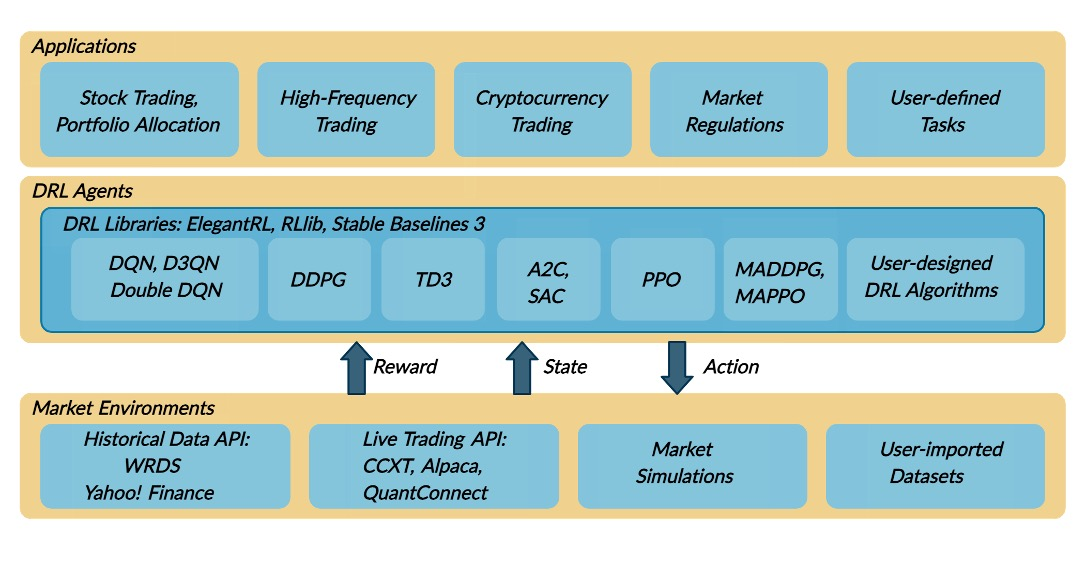 Applications
Stock Trading,
Portfolio Allocation
High-Frequency
Trading
Cryptocurrency
Trading
Market
Regulations
User-defined
Tasks
DRL Agents
DRL Libraries: ElegantRL, RLlib, Stable Baselines 3
DQN, D3QN
Double DQN
DDPG
TD3
A2C,
SAC
PPO
MADDPG,
MAPPO
User-designed
DRL Algorithms
Reward
State
Action
Market Environments
Historical Data API:
WRDS
Yahoo! Finance
Live Trading API:
CCXT, Alpaca,
QuantConnect
Market
Simulations
User-imported
Datasets